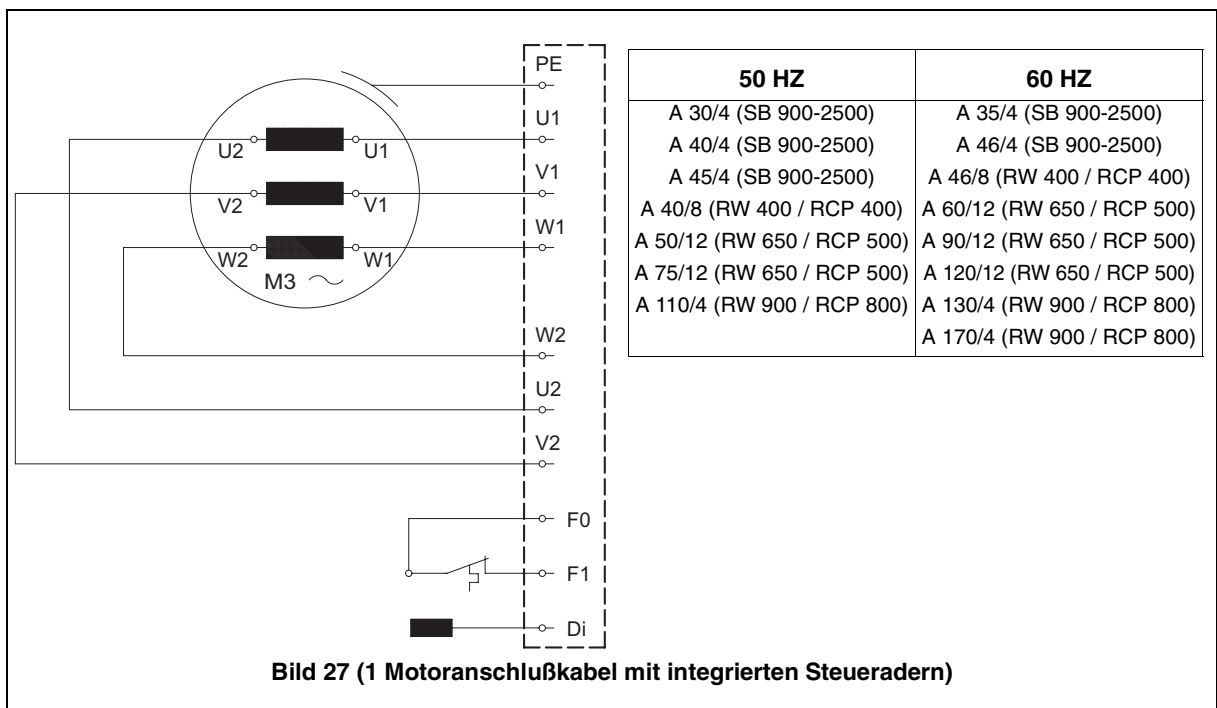 PE
U1
U2 U1
V1
V2 V1
W1
W2 W1
M3
W2
U2
V2
F0
F1
Di
50 HZ 60 HZ
A 30/4 (SB 900-2500) A 35/4 (SB 900-2500)
A 40/4 (SB 900-2500) A 46/4 (SB 900-2500)
A 45/4 (SB 900-2500) A 46/8 (RW 400 / RCP 400)
A 40/8 (RW 400 / RCP 400) A 60/12 (RW 650 / RCP 500)
A 50/12 (RW 650 / RCP 500) A 90/12 (RW 650 / RCP 500)
A 75/12 (RW 650 / RCP 500) A 120/12 (RW 650 / RCP 500)
A 110/4 (RW 900 / RCP 800) A 130/4 (RW 900 / RCP 800)
A 170/4 (RW 900 / RCP 800)
Bild 27 (1 Motoranschlußkabel mit integrierten Steueradern)